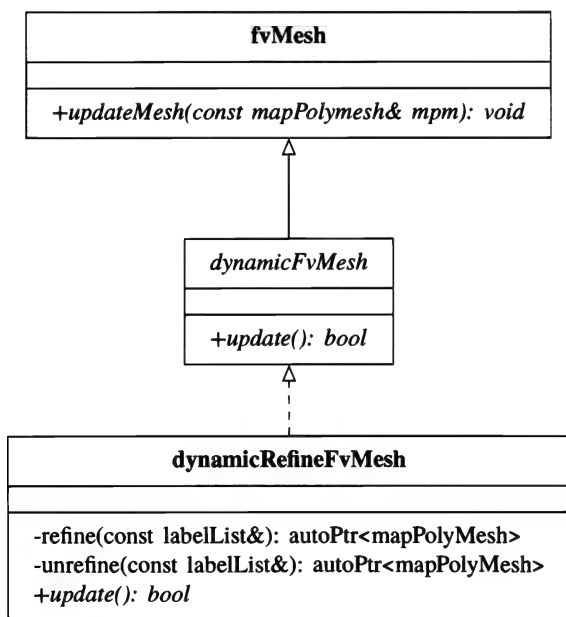 fvMesh
+updateMesh(const mapPolymesh& mpm): void
dynamicFvMesh
+update(): bool
dynamicRefineFvMesh
-refine(const labelList&): autoPtr<mapPolyMesh>
-unrefine(const labelList&): autoPtr<mapPolyMesh>
+update(): bool